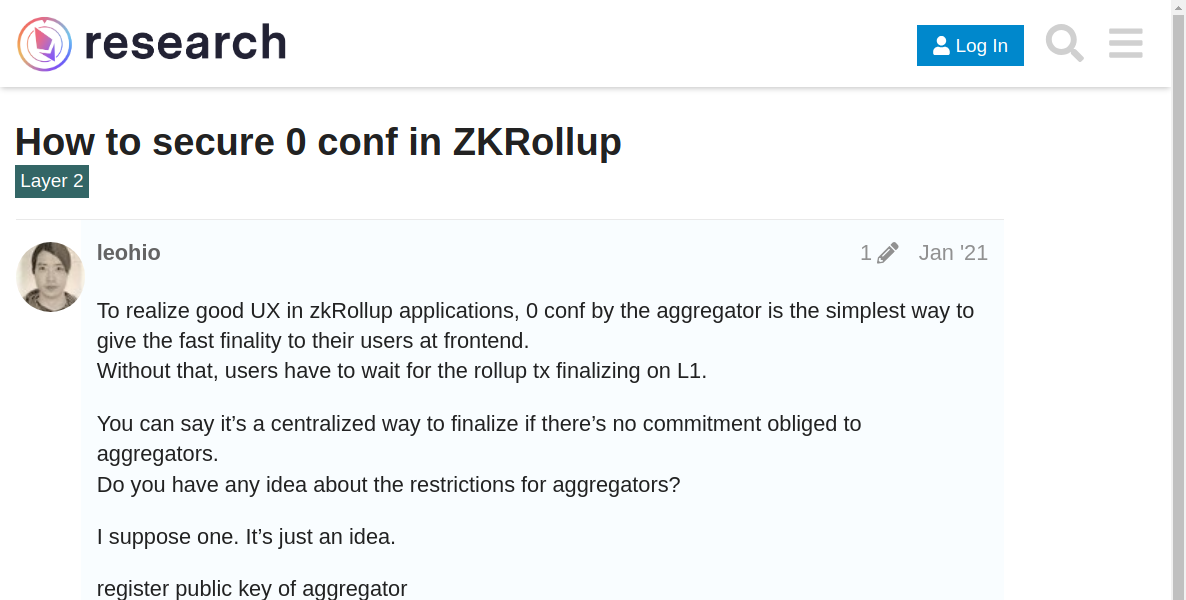 research
Log In
How to secure 0 conf in ZKRollup
Layer 2
leohio
1
Jan '21
To realize good UX in zkRollup applications, 0 conf by the aggregator is the simplest way to
give the fast finality to their users at frontend.
Without that, users have to wait for the rollup tx finalizing on L1.
You can say it’s a centralized way to finalize if there’s no commitment obliged to
aggregators.
Do you have any idea about the restrictions for aggregators?
I suppose one. It’s just an idea.
register public key of aggregator